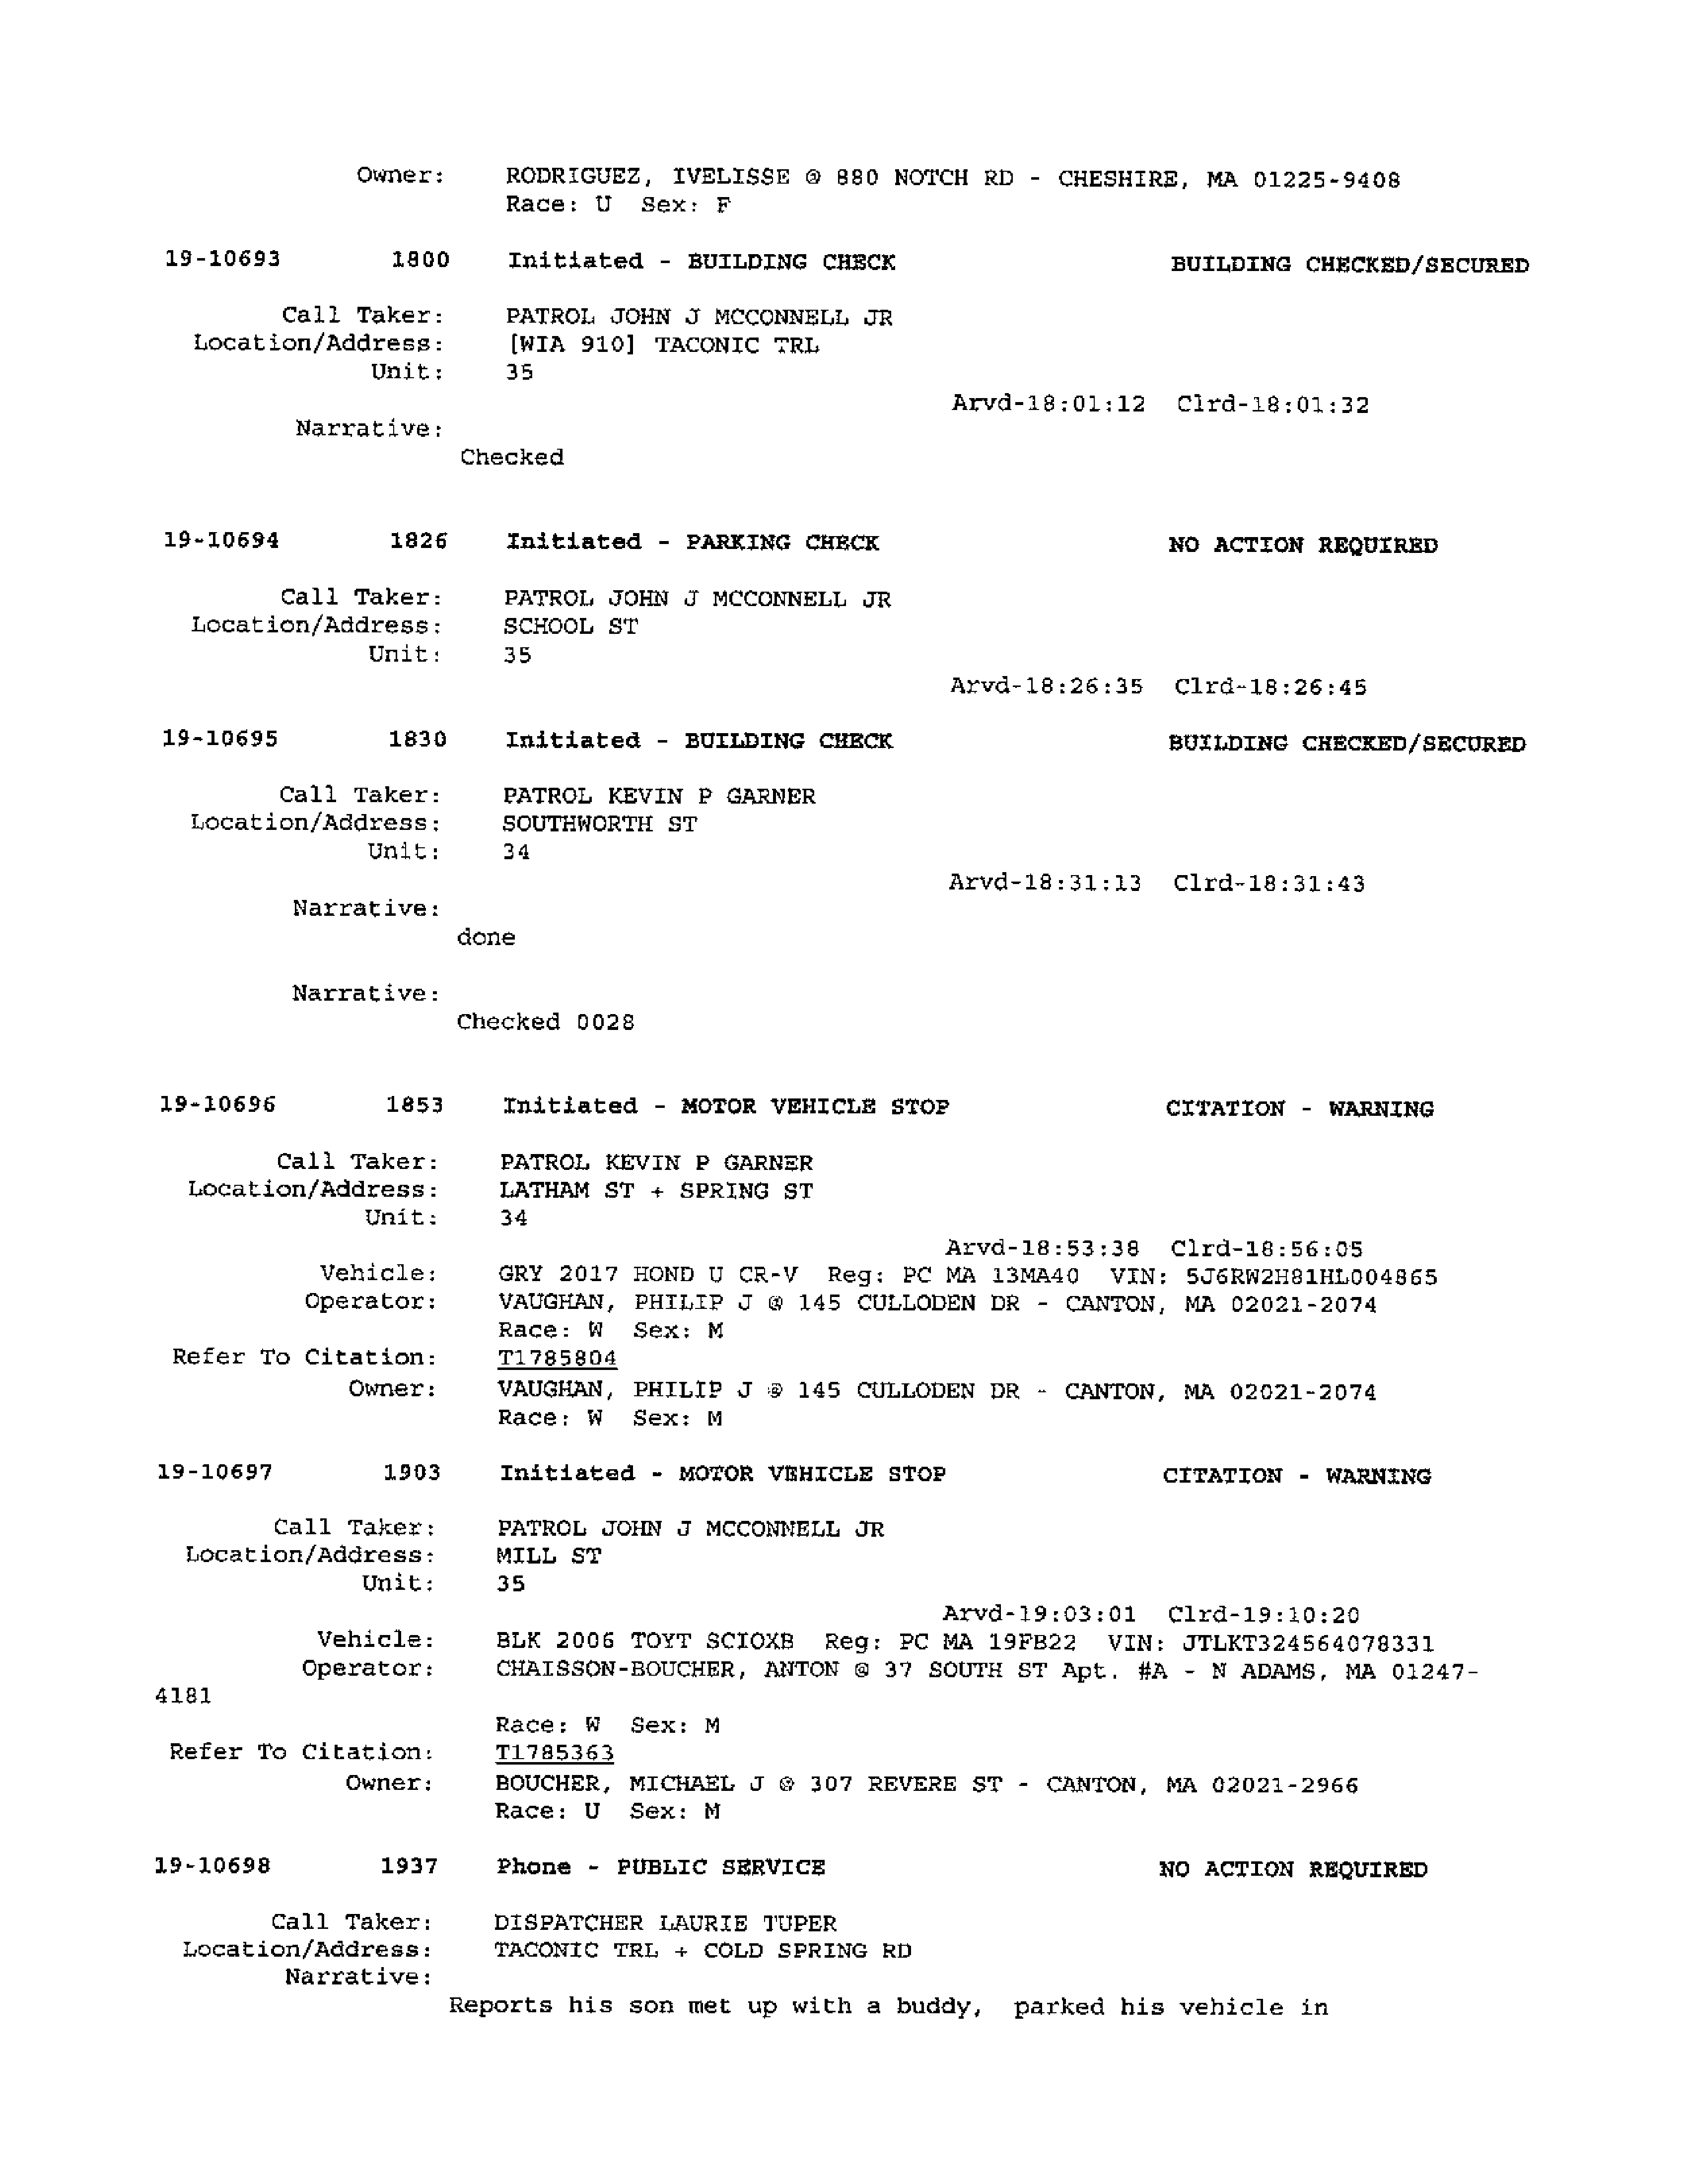 Owner: RODRIGUEZ, IVELISSE @ 880 NOTCH RD - CHESHIRE, MA 01225-9408
Race: U Sex: F
19-10693 1800 Initiated - BUILDING CHECK BUILDING CHECKED/SECURED
Call Taker: PATROL JOHN J MCCONNELL JR
Location/Address: [WIA 910] TACONIC TRL
Unit: 35
Arvd-18:01:12 Clrd-18:01:32
Narrative:
Checked
19-10694 1826 Initiated - PARKING CHECK NO ACTION REQUIRED
Call Taker: PATROL JOHN J MCCONNELL JR
Location/Address: SCHOOL ST
Unit: 35
Arvd-18:26:35 Clrd-18:26:45
19-10695 1830 Initiated - BUILDING CHECK BUILDING CHECKED/SECURED
Call Taker: PATROL KEVIN P GARNER
Location/Address: SOUTHWORTH ST
Unit: 34
Arvd-18:31:13 Clrd-18:31:43
Narrative:
done
Narrative:
Checked 0028
19-10696 1853 Initiated - MOTOR VEHICLE STOP CITATION - WARNING
Call Taker: PATROL KEVIN P GARNER
Location/Address: LATHAM ST + SPRING ST
Unit: 34
Arvd-18:53:38 Clrd-18:56:05
Vehicle: GRY 2017 HOND U CR-V Reg: PC MA 13MA40 VIN: 5J6RW2H81HL004865
Operator: VAUGHAN, PHILIP J @ 145 CULLODEN DR - CANTON, MA 02021-2074
Race: W Sex: M
Refer To Citation: T1785804
Owner: VAUGHAN, PHILIP J @ 145 CULLODEN DR - CANTON, MA 02021-2074
Race: W Sex: M
19-10697 1903 Initiated - MOTOR VEHICLE STOP CITATION - WARNING
Call Taker: PATROL JOHN J MCCONNELL JR
Location/Address: MILL ST
Unit: 35
Arvd-19:03:01 Clrd-19:10:20
Vehicle: BLK 2006 TOYT SCIOXB Reg: PC MA 19FB22 VIN: JTLKT324564078331
Operator: CHAISSON-BOUCHER, ANTON @ 37 SOUTH ST Apt. #A - N ADAMS, MA 01247-
4181
Race: W Sex: M
Refer To Citation: T1785363
Owner: BOUCHER, MICHAEL J @ 307 REVERE ST - CANTON, MA 02021-2966
Race: U Sex: M
19-10698 1937 Phone - PUBLIC SERVICE NO ACTION REQUIRED
Call Taker: DISPATCHER LAURIE TUPER
Location/Address: TACONIC TRL + COLD SPRING RD
Narrative:
Reports his son met up with a buddy, parked his vehicle in